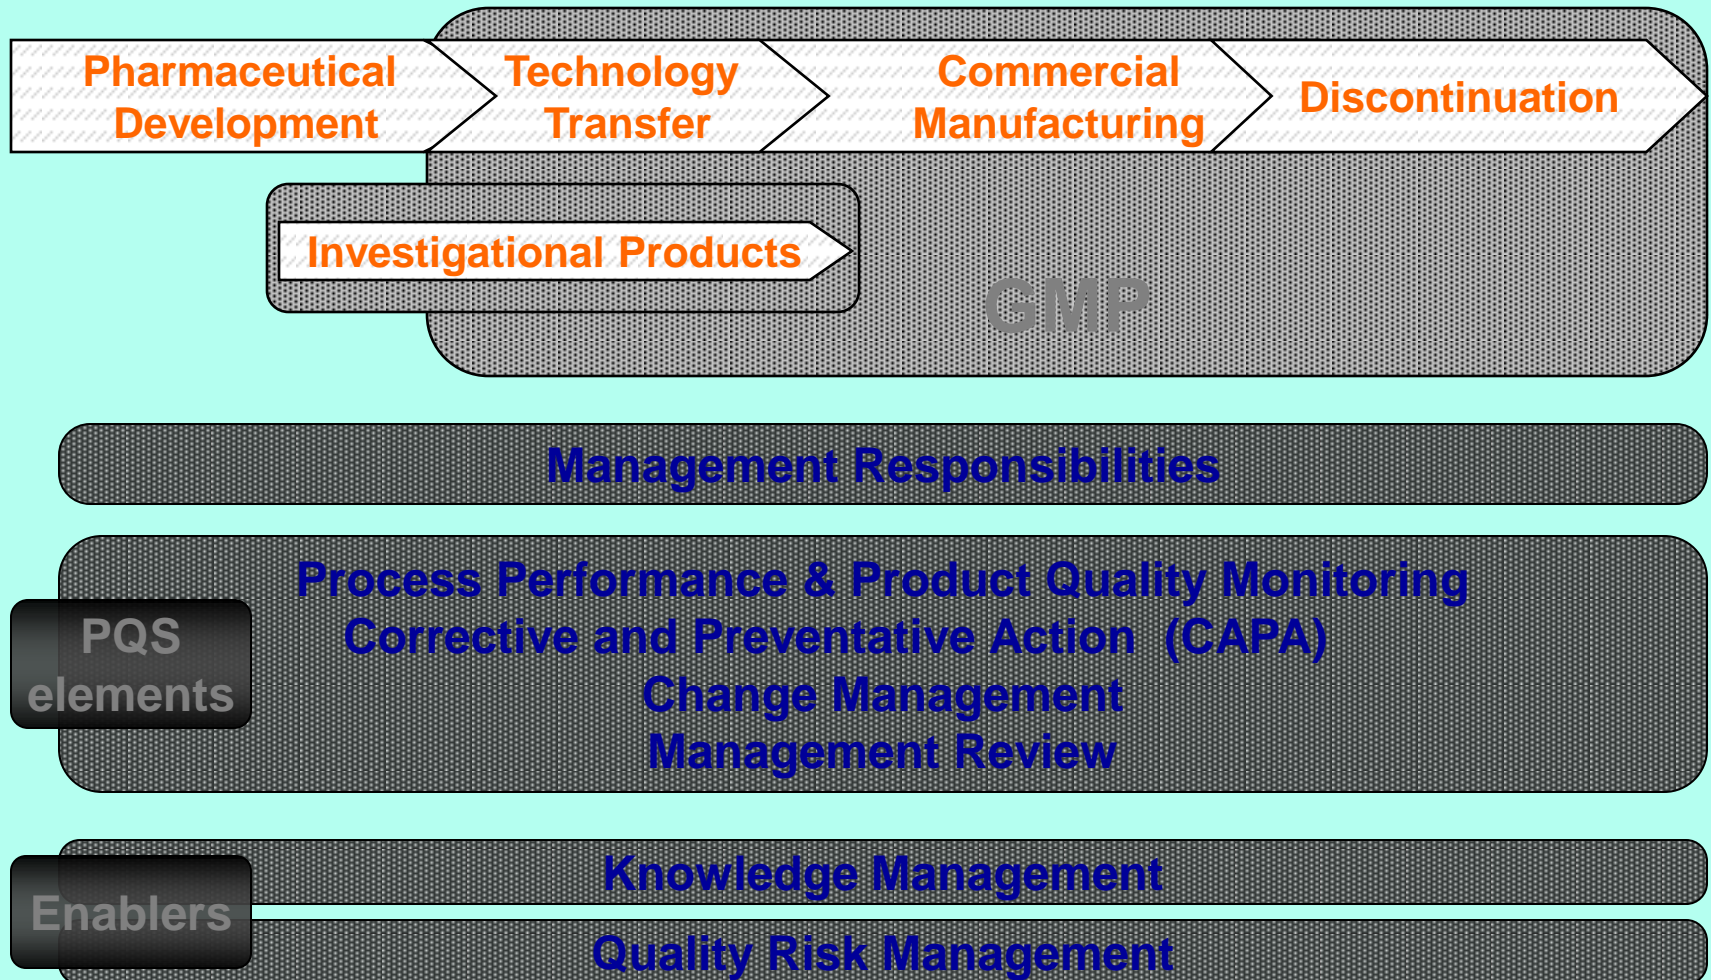 Pharmaceutical
Development
Technology
Transfer
Commercial
Manufacturing
Discontinuation
Investigational Products
GMP
Management Responsibilities
PQS
elements
Process Performance & Product Quality Monitoring
Corrective and Preventative Action  (CAPA)
Change Management
Management Review
Enablers
Knowledge Management
Quality Risk Management